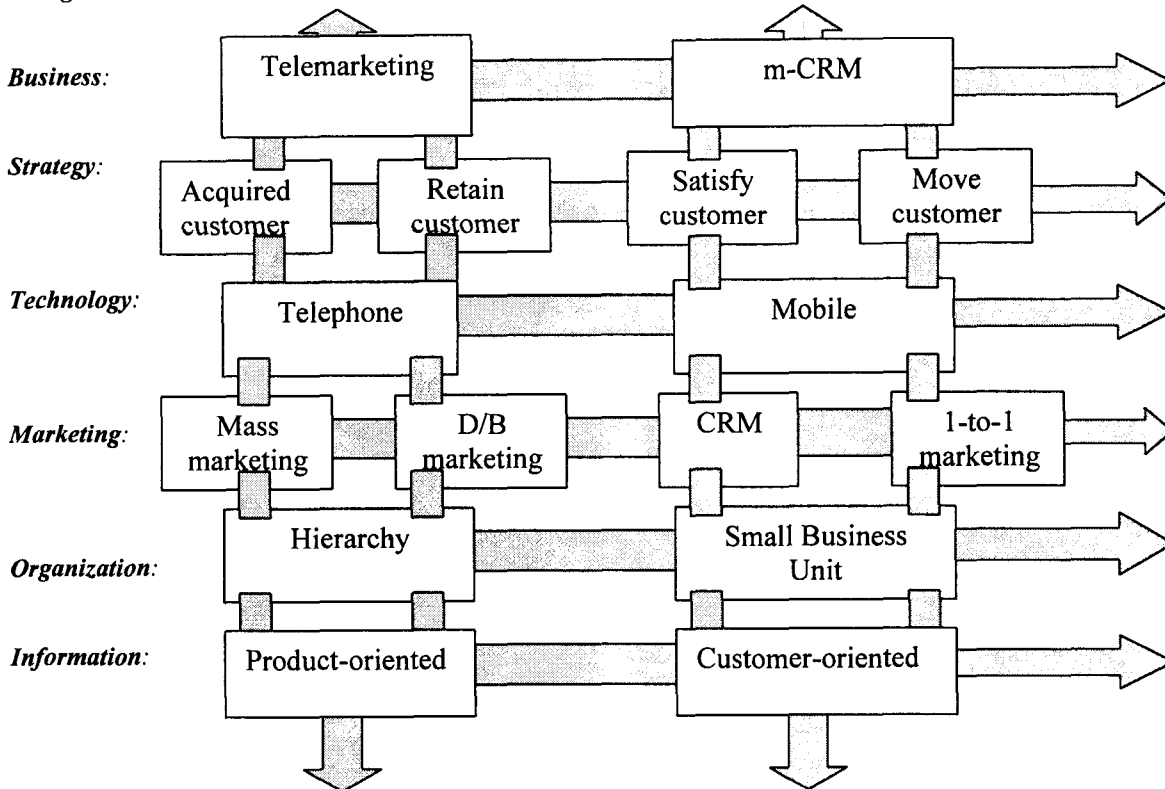 Business:
Telemarketing
m-CRM
Strategy:
Acquired
customer
Retain
customer
Satisfy
customer
Move
customer
Technology:
Telephone
Mobile
Marketing:
Mass
marketing
D/B
marketing
CRM
1-to-1
marketing
Organization:
Hierarchy
Small Business
Unit
Information:
Product-oriented
Customer-oriented